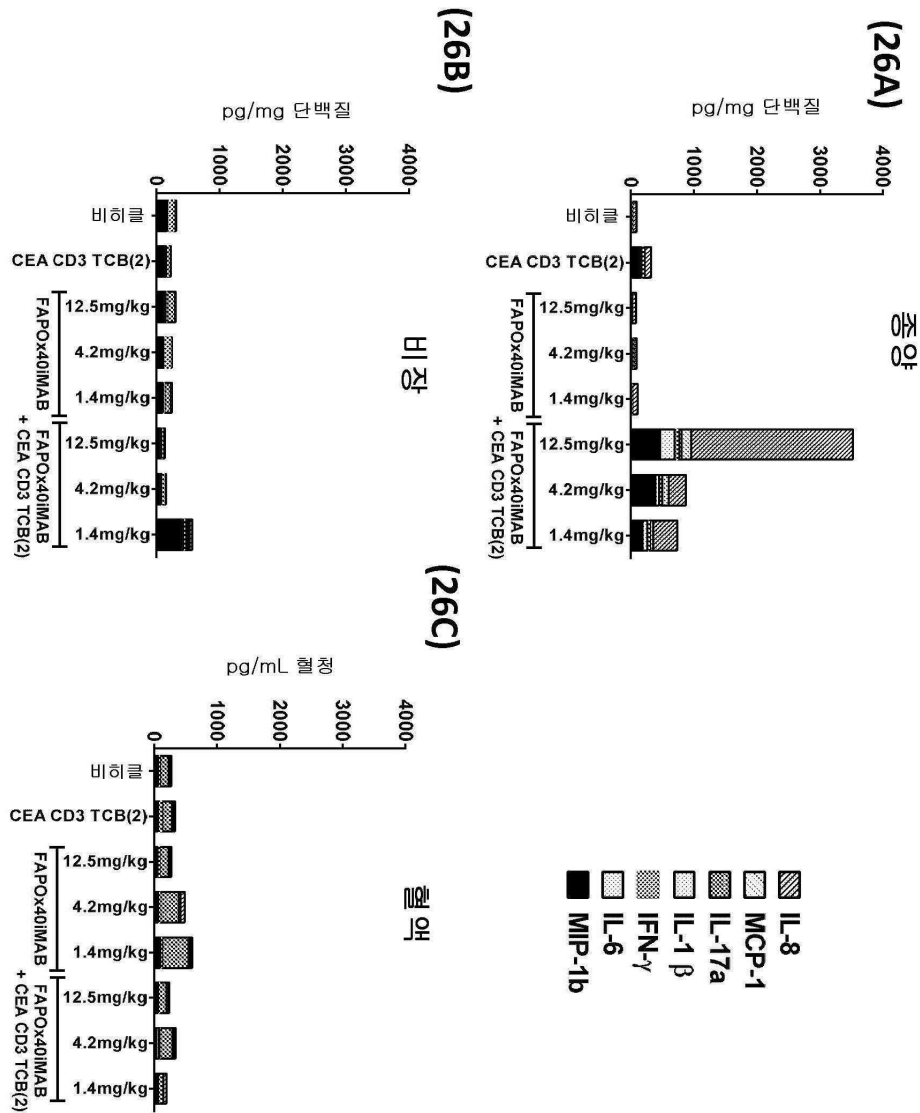 (26A)
종양
pg/mg 단백질
4000
3000
2000
1000
0
비히클
CEA CD3 TCB(2)
12.5mg/kg
4.2mg/kg
1.4mg/kg
12.5mg/kg
4.2mg/kg
1.4mg/kg
FAPOx40iMAB
FAPOx40iMAB
+ CEA CD3 TCB(2)
(26B)
비장
pg/mg 단백질
4000
3000
2000
1000
0
비히클
CEA CD3 TCB(2)
12.5mg/kg
4.2mg/kg
1.4mg/kg
12.5mg/kg
4.2mg/kg
1.4mg/kg
FAPOx40iMAB
FAPOx40iMAB
+ CEA CD3 TCB(2)
(26C)
혈액
pg/mL 혈청
4000
3000
2000
1000
0
비히클
CEA CD3 TCB(2)
12.5mg/kg
4.2mg/kg
1.4mg/kg
12.5mg/kg
4.2mg/kg
1.4mg/kg
FAPOx40iMAB
FAPOx40iMAB
+ CEA CD3 TCB(2)
IL-8
MCP-1
IL-17a
IL-1 β
IFN-γ
IL-6
MIP-1b